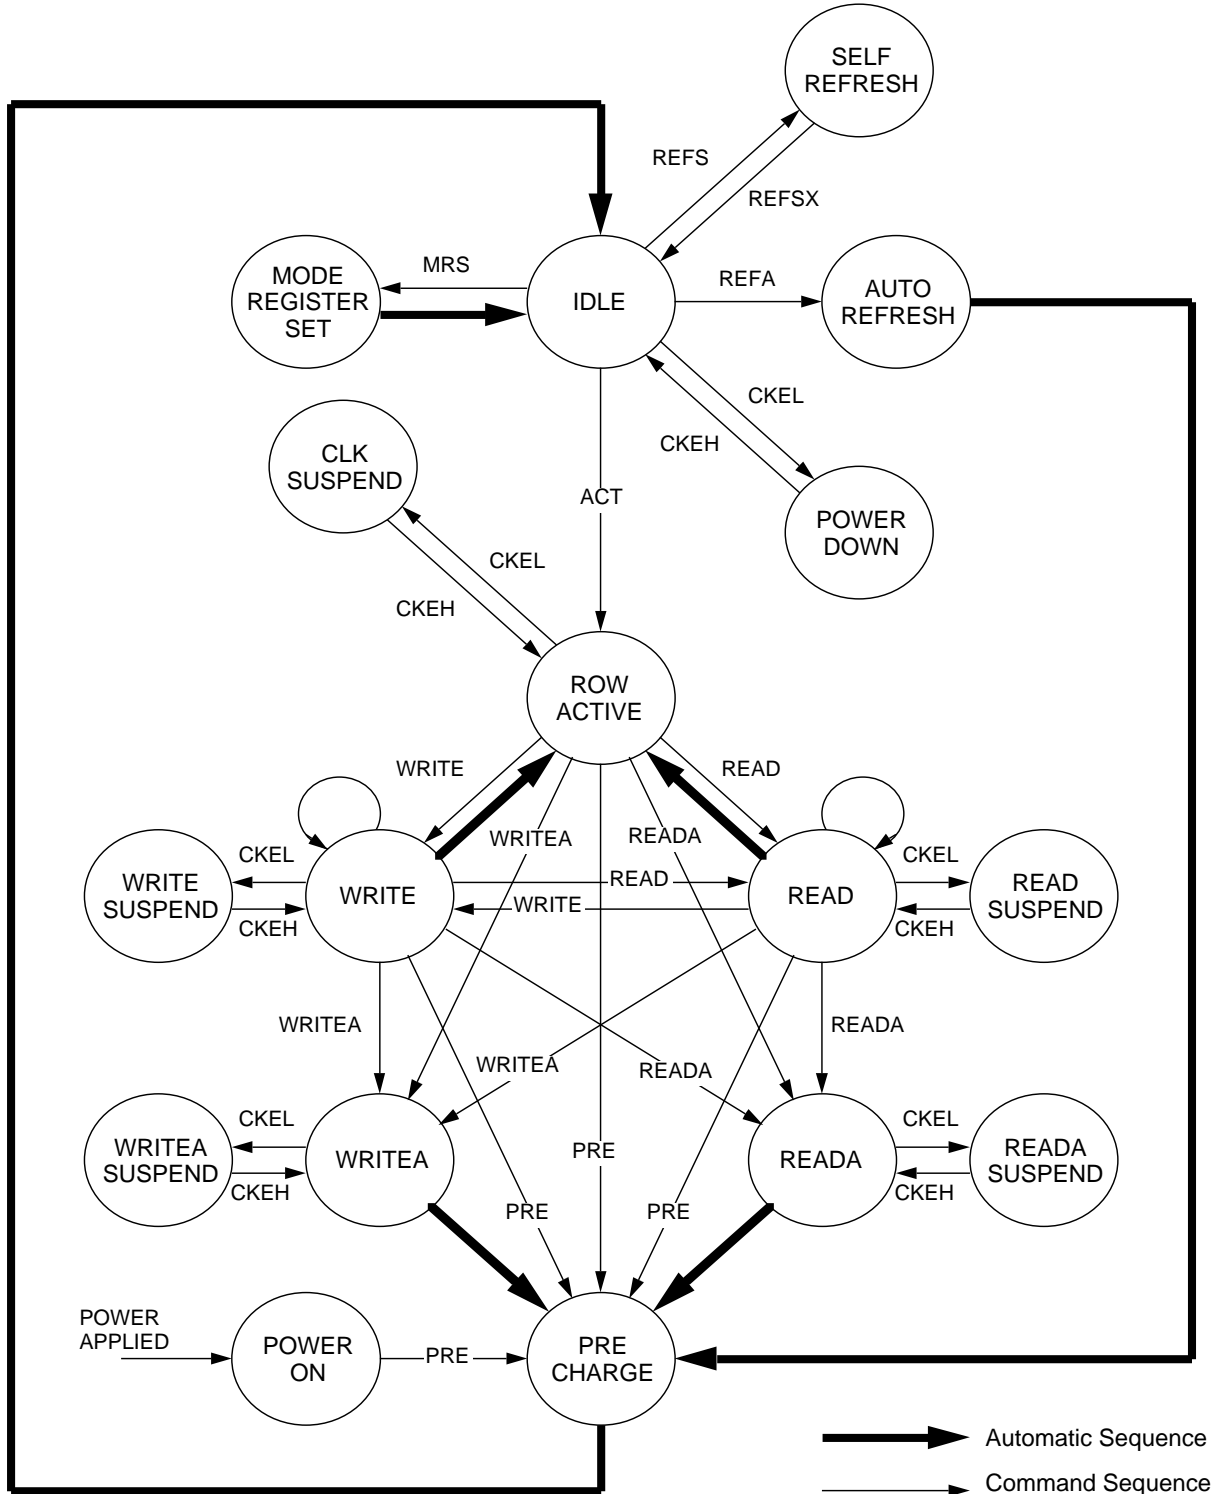 SELF
REFRESH
REFS
REFSX
MRS
REFA
MODE
REGISTER
SET
IDLE
AUTO
REFRESH
CKEL
CKEH
CLK
SUSPEND
ACT
POWER
DOWN
CKEL
CKEH
ROW
ACTIVE
WRITE
READ
WRITEA
READA
CKEL
CKEL
WRITE
SUSPEND
WRITE
READ
WRITE
READ
READ
SUSPEND
CKEH
CKEH
WRITEA
READA
WRITEA
READA
CKEL
CKEL
WRITEA
SUSPEND
WRITEA
PRE
READA
READA
SUSPEND
CKEH
CKEH
PRE
PRE
POWER
APPLIED
POWER
ON
PRE
PRE
CHARGE
Automatic Sequence
Command Sequence